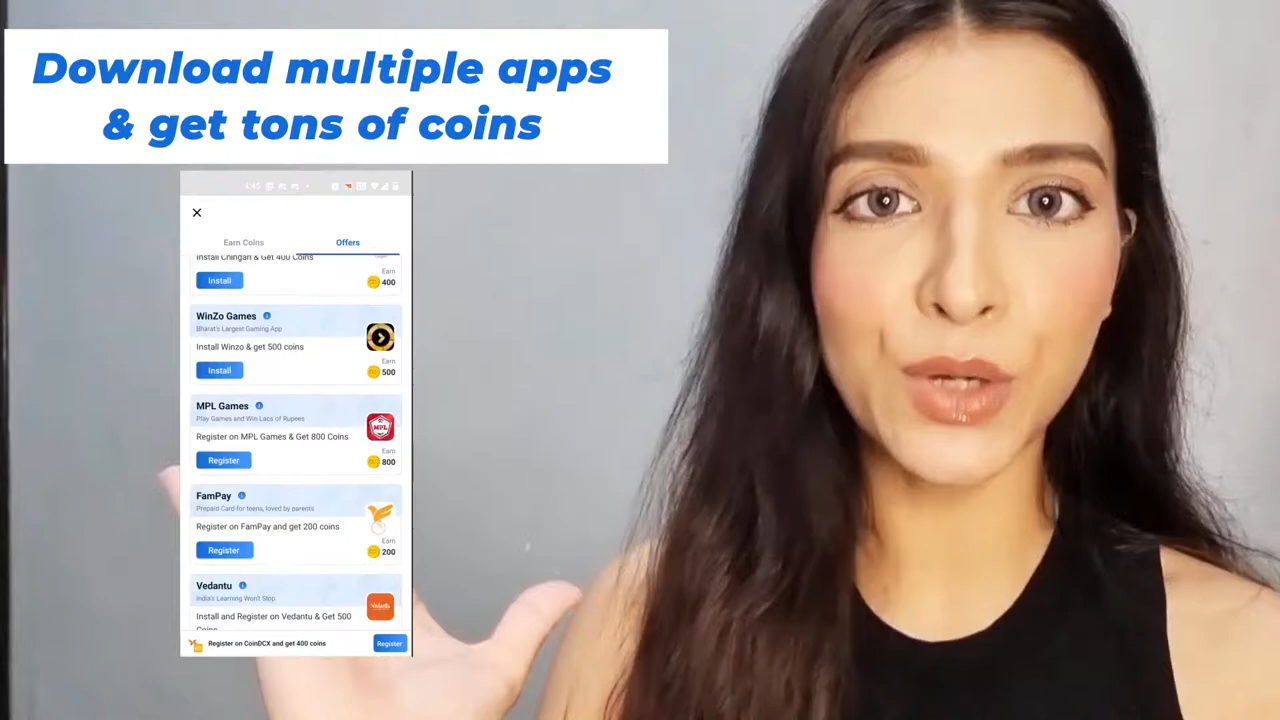 Download multiple apps
& get tons of coins
4:45
Earn Coins
Offers
Install Chingari & Get 400 Coins
Earn
Install
400
WinZo Games
Bharat's Largest Gaming App
Install Winzo & get 500 coins
Earn
Install
500
MPL Games
Play Games and Win Lacs of Rupees
MPL
Register on MPL Games & Get 800 Coins
Earn
Register
800
FamPay
Prepaid Card for teens, loved by parents
Register on FamPay and get 200 coins
Earn
Register
200
Vedantu
India's Learning Won't Stop
Install and Register on Vedantu & Get 500
Coins
Register on CoinDCX and get 400 coins
Register